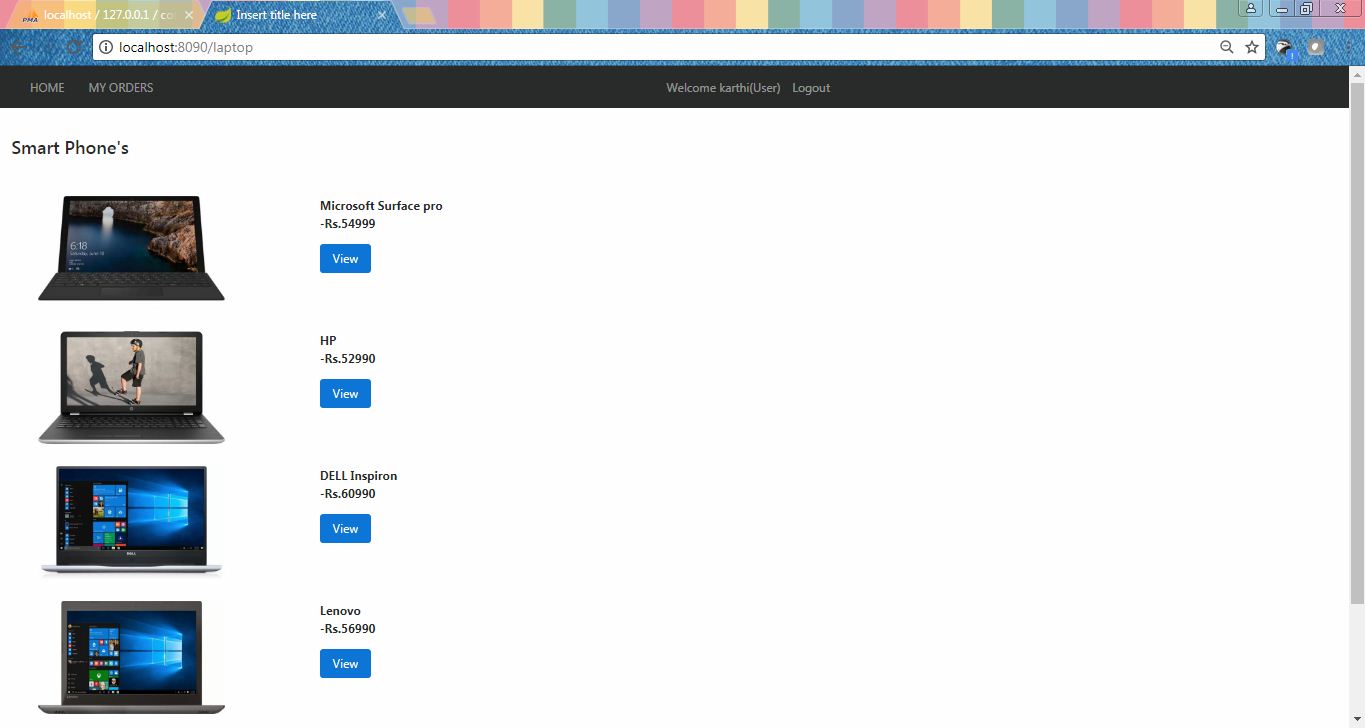 PMA localhost / 127.0.0.1 / co
Insert title here
localhost:8090/laptop
HOME MY ORDERS Welcome karthi(User) Logout
Smart Phone's
Microsoft Surface pro
-Rs.54999
View
6:18
HP
-Rs.52990
View
DELL Inspiron
-Rs.60990
View
DELL
Lenovo
-Rs.56990
View